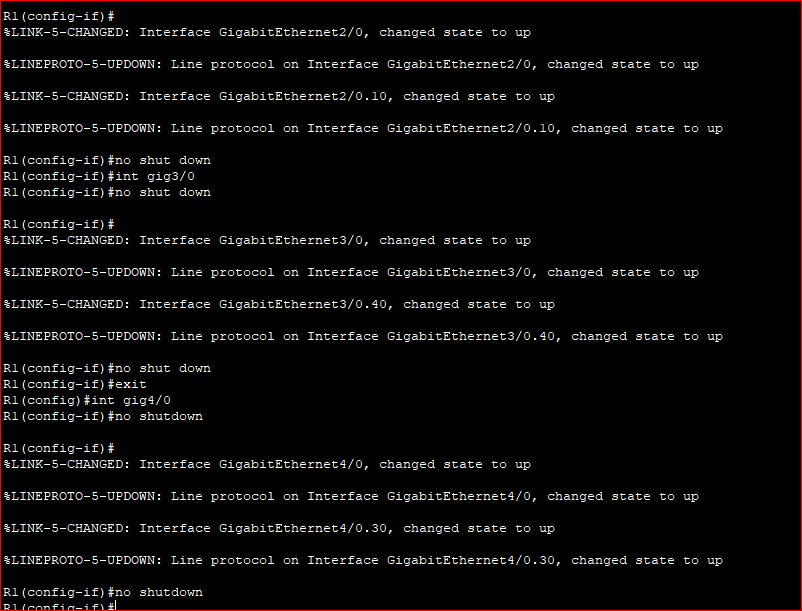 R1(config-if)#
%LINK-5-CHANGED: Interface GigabitEthernet2/0, changed state to up
%LINEPROTO-5-UPDOWN: Line protocol on Interface GigabitEthernet2/0, changed state to up
%LINK-5-CHANGED: Interface GigabitEthernet2/0.10, changed state to up
%LINEPROTO-5-UPDOWN: Line protocol on Interface GigabitEthernet2/0.10, changed state to up
R1(config-if)#no shut down
R1(config-if)#int gig3/0
R1(config-if)#no shut down
R1(config-if)#
%LINK-5-CHANGED: Interface GigabitEthernet3/0, changed state to up
%LINEPROTO-5-UPDOWN: Line protocol on Interface GigabitEthernet3/0, changed state to up
%LINK-5-CHANGED: Interface GigabitEthernet3/0.40, changed state to up
%LINEPROTO-5-UPDOWN: Line protocol on Interface GigabitEthernet3/0.40, changed state to up
R1(config-if)#no shut down
R1(config-if)#exit
R1(config)#int gig4/0
R1(config-if)#no shutdown
R1(config-if)#
%LINK-5-CHANGED: Interface GigabitEthernet4/0, changed state to up
%LINEPROTO-5-UPDOWN: Line protocol on Interface GigabitEthernet4/0, changed state to up
%LINK-5-CHANGED: Interface GigabitEthernet4/0.30, changed state to up
%LINEPROTO-5-UPDOWN: Line protocol on Interface GigabitEthernet4/0.30, changed state to up
R1(config-if)#no shutdown
R1(config-if)#